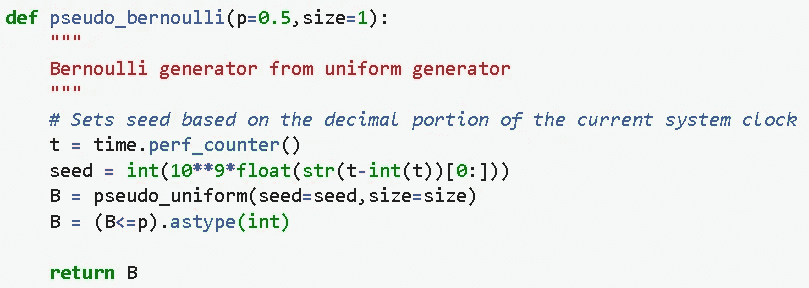 def pseudo_bernoulli(p=0.5,size=1):
    """
    Bernoulli generator from uniform generator
    """
    # Sets seed based on the decimal portion of the current system clock
    t = time.perf_counter()
    seed = int(10**9*float(str(t-int(t))[0:]))
    B = pseudo_uniform(seed=seed,size=size)
    B = (B<=p).astype(int)

    return B